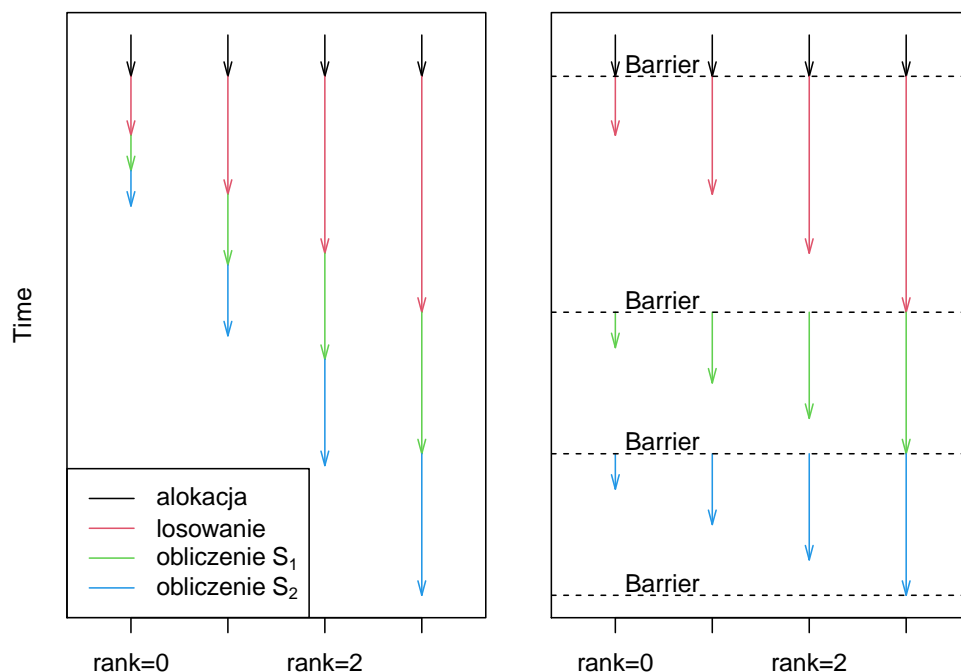 Time
alokacja
losowanie
obliczenie S₁
obliczenie S₂
rank=0
rank=2
Barrier
Barrier
Barrier
Barrier
rank=0
rank=2